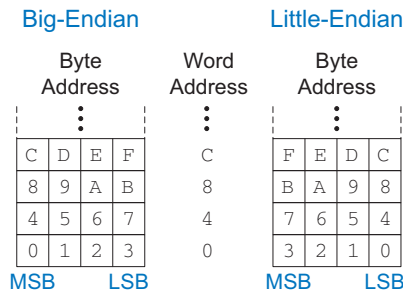 Big-Endian Little-Endian
Byte Address Word Address Byte Address
C D E F C F E D C
8 9 A B 8 B A 9 8
4 5 6 7 4 7 6 5 4
0 1 2 3 0 3 2 1 0
MSB LSB MSB LSB